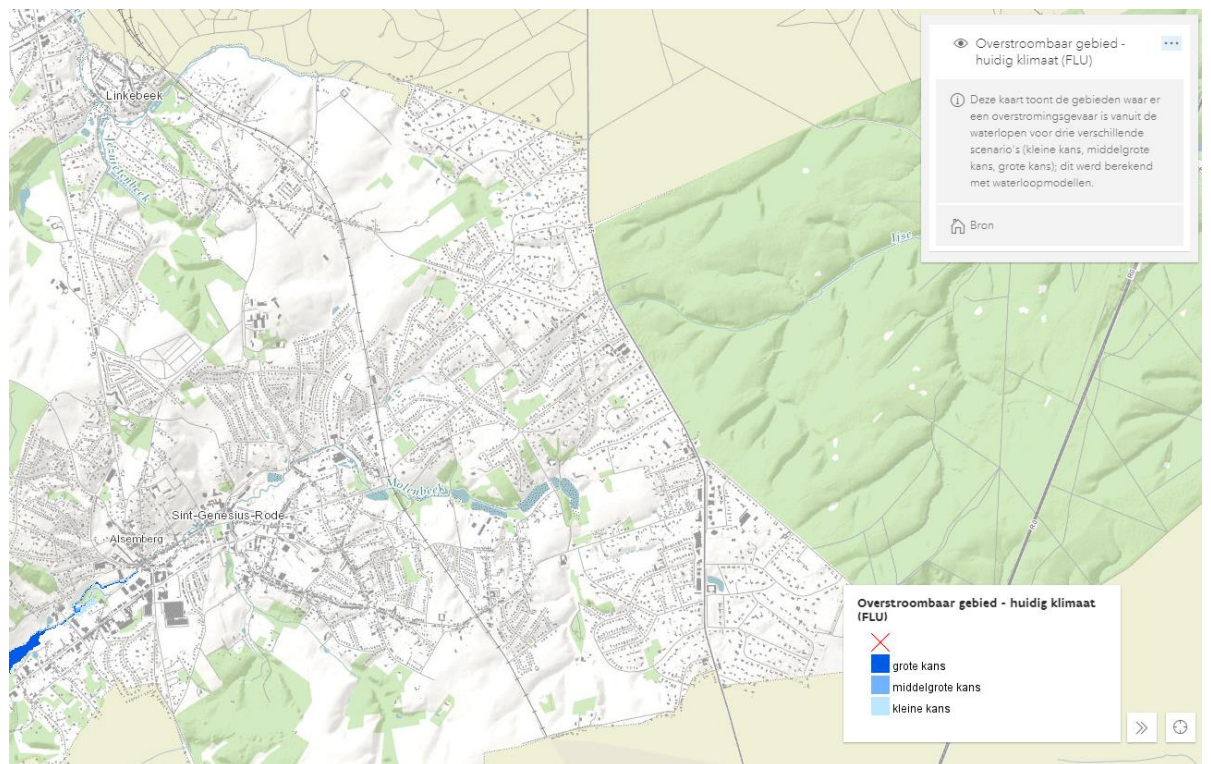 Overstroombaar gebied -
huidig klimaat (FLU)
Deze kaart toont de gebieden waar er
een overstromingsgevaar is vanuit de
waterlopen voor drie verschillende
scenario's (kleine kans, middelgrote
kans, grote kans); dit werd berekend
met waterloopmodellen.
Bron
Linkebeek
Ijse
Molenbeek
Sint-Genesius-Rode
Alsemberg
R0
R0
Overstroombaar gebied - huidig klimaat
(FLU)
grote kans
middelgrote kans
kleine kans